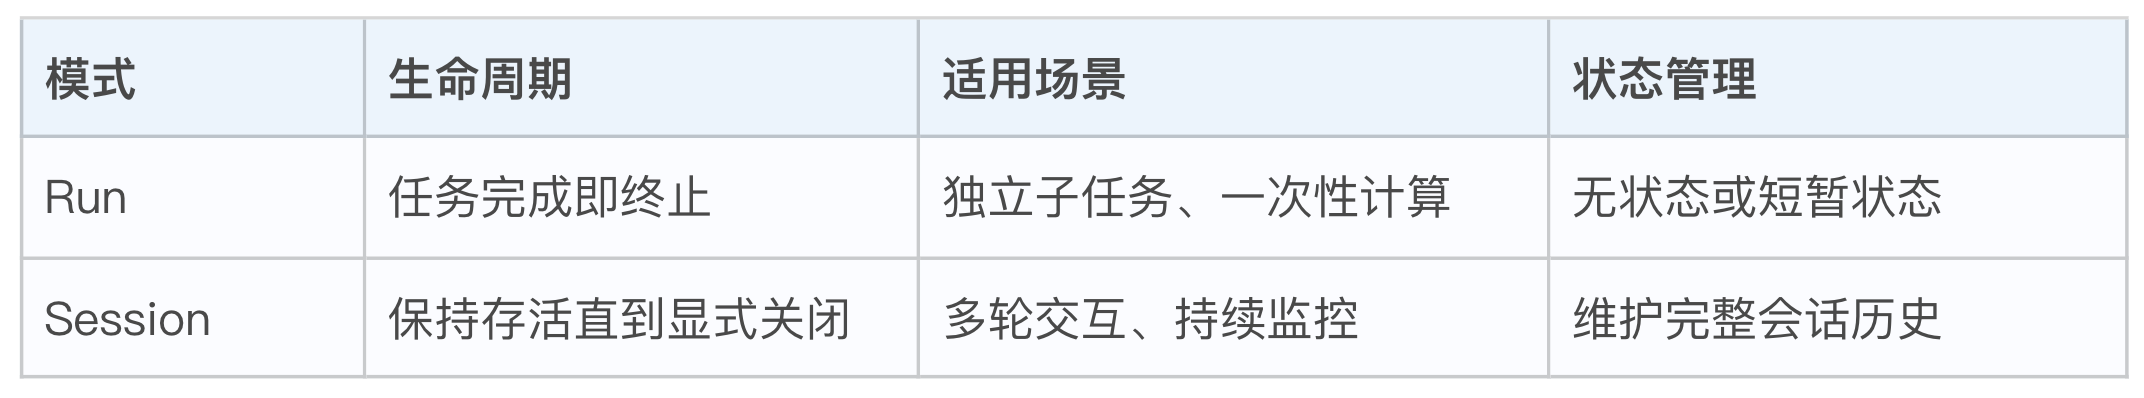 模式 生命周期 适用场景 状态管理
Run 任务完成即终止 独立子任务、一次性计算 无状态或短暂状态
Session 保持存活直到显式关闭 多轮交互、持续监控 维护完整会话历史